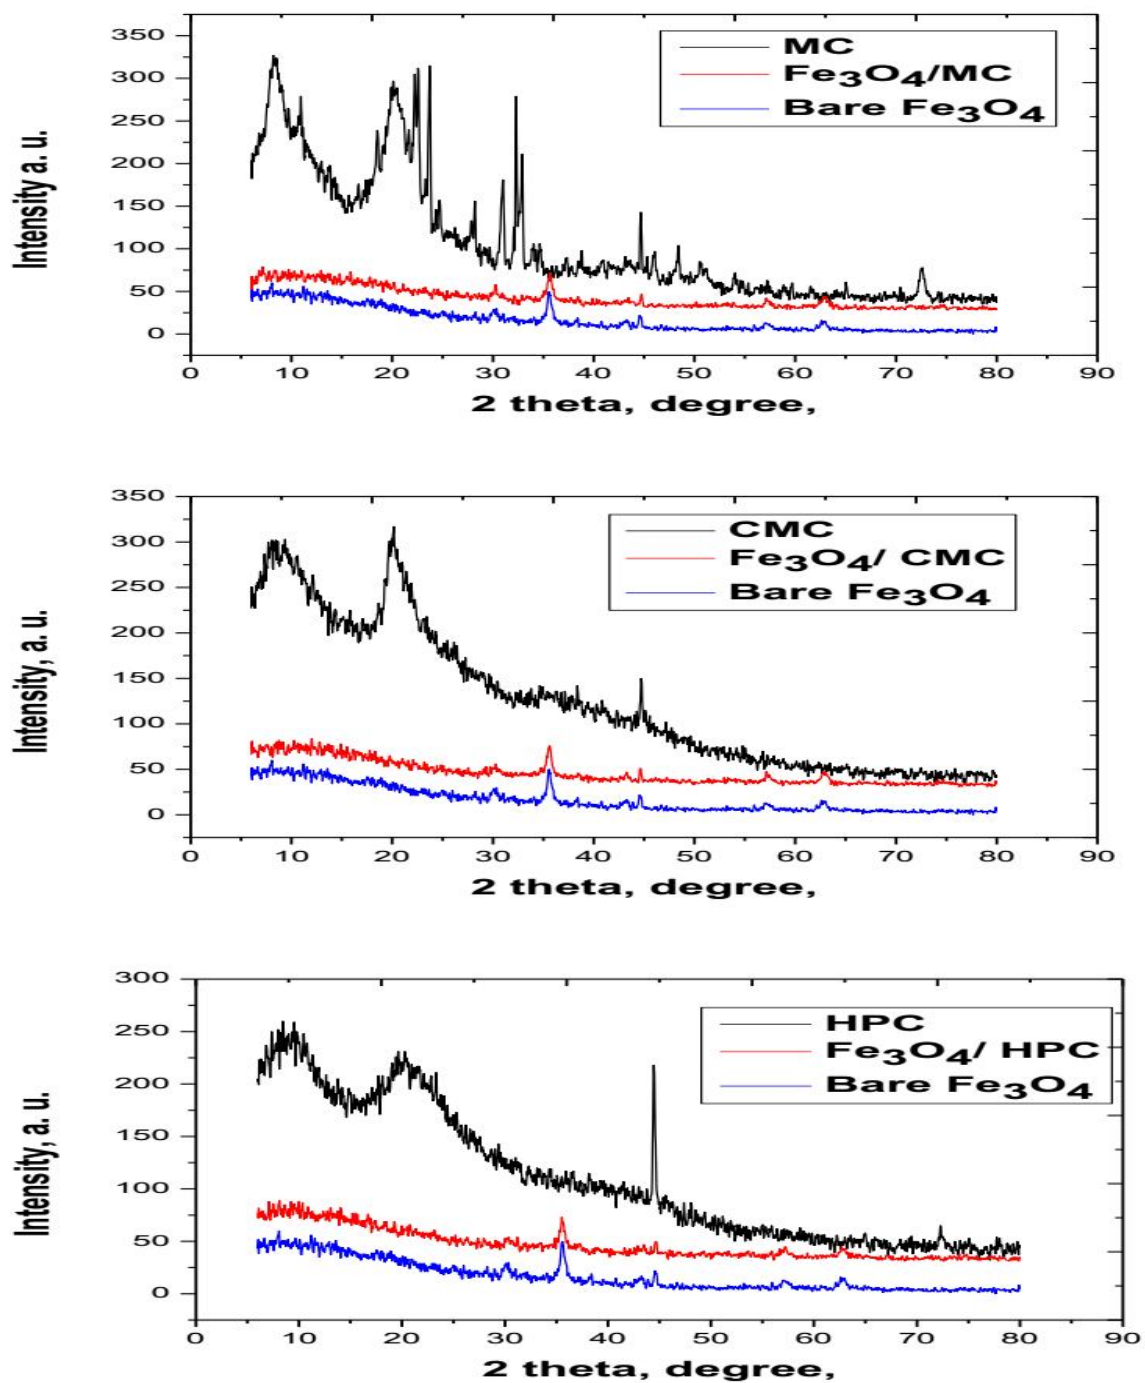 350
300
250
200
150
100
50
0
Intensity a. u.
MC
Fe₃O₄/MC
Bare Fe₃O₄
0 10 20 30 40 50 60 70 80 90
2 theta, degree,
350
300
250
200
150
100
50
0
Intensity, a. u.
CMC
Fe₃O₄/ CMC
Bare Fe₃O₄
0 10 20 30 40 50 60 70 80 90
2 theta, degree,
300
250
200
150
100
50
0
Intensity, a. u.
HPC
Fe₃O₄/ HPC
Bare Fe₃O₄
0 10 20 30 40 50 60 70 80 90
2 theta, degree,